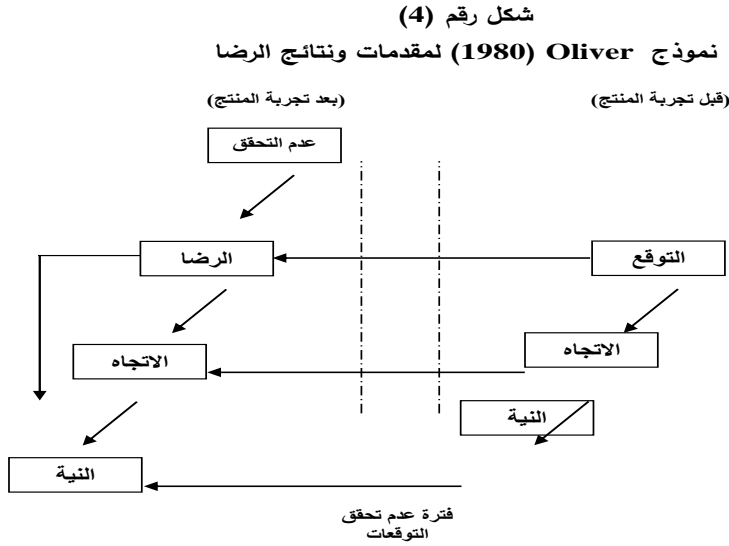 شكل رقم (4)
نموذج Oliver (1980) لمقدمات ونتائج الرضا
(قبل تجربة المنتج)
(بعد تجربة المنتج)
عدم التحقق
التوقع
الرضا
الاتجاه
الاتجاه
النية
النية
فترة عدم تحقق
التوقعات